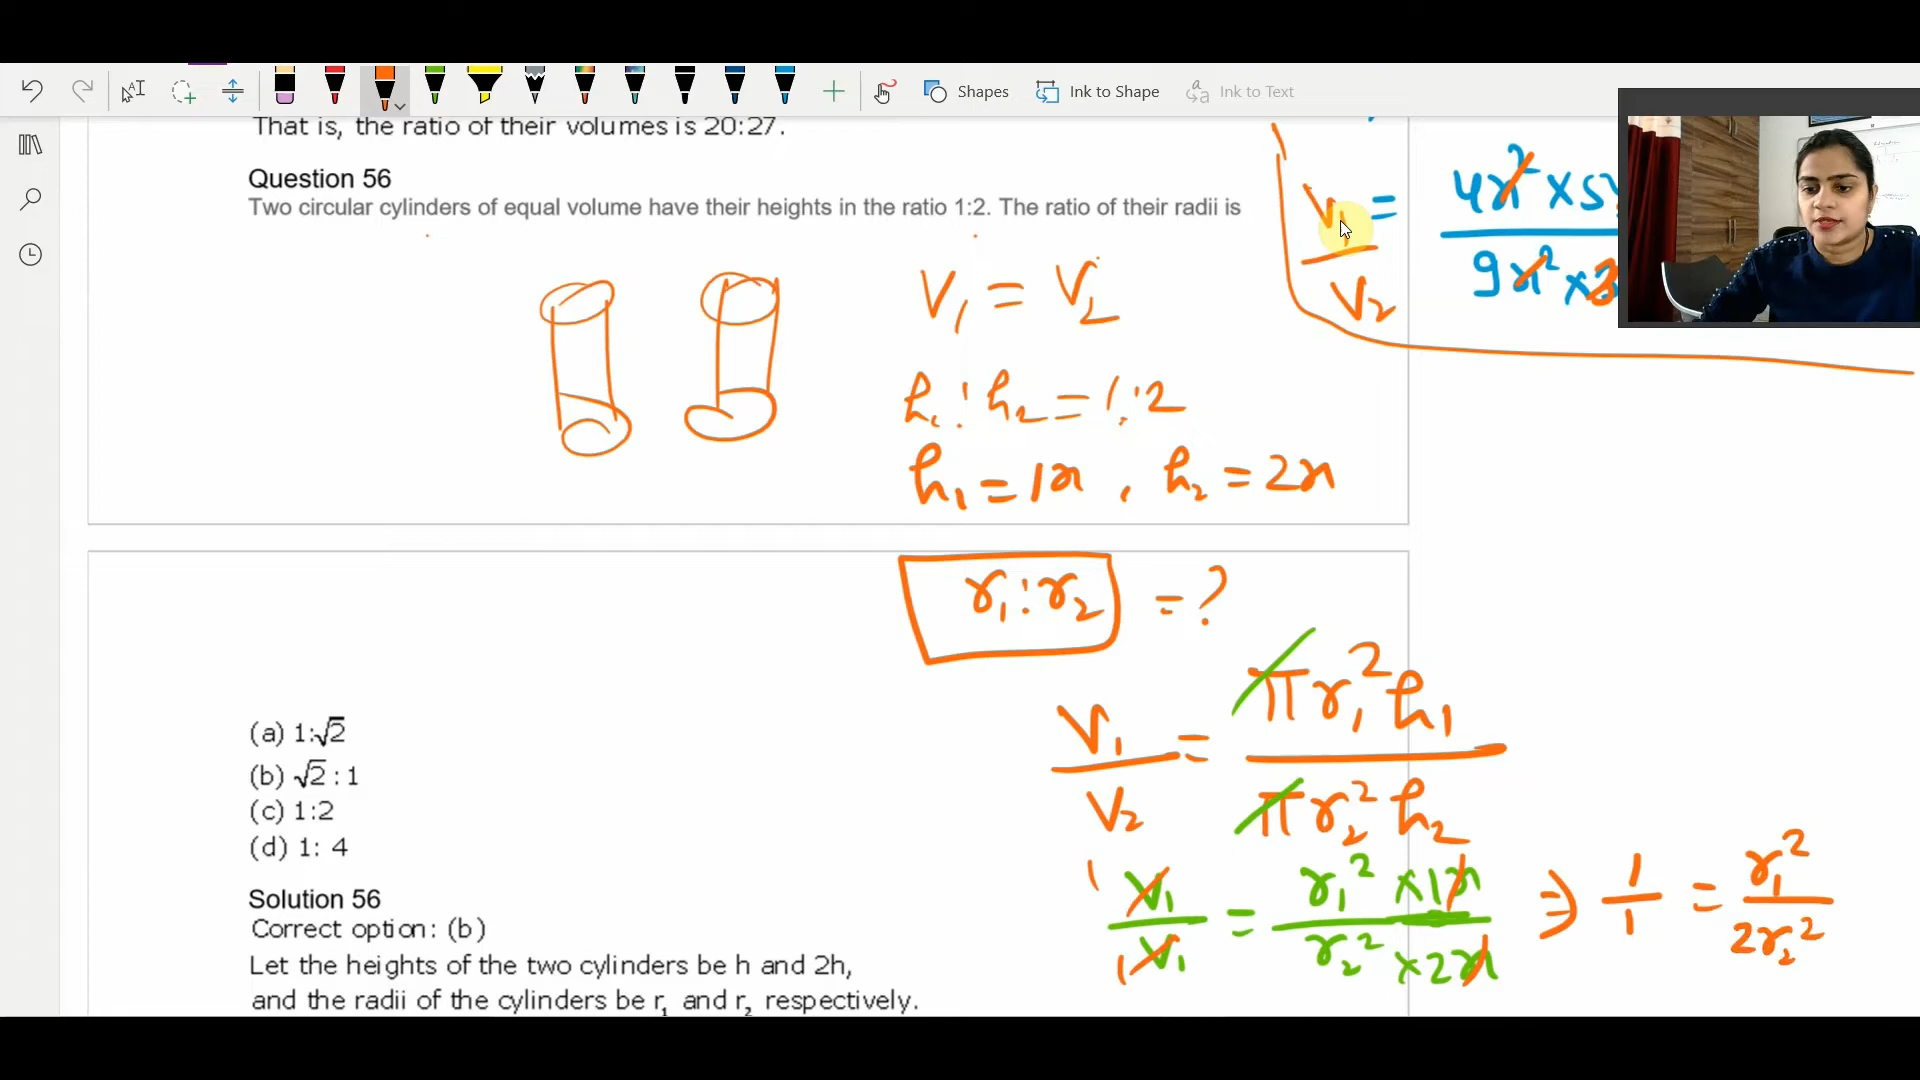 Shapes Ink to Shape Ink to Text
That is, the ratio of their volumes is 20:27.
Question 56
Two circular cylinders of equal volume have their heights in the ratio 1:2. The ratio of their radii is
V₁/V₂ = 4x² × 5 / 9x² × 3
V₁ = V₂
h₁ : h₂ = 1:2
h₁ = 1x , h₂ = 2x
r₁ : r₂ = ?
V₁/V₂ = πr₁²h₁ / πr₂²h₂
(a) 1:√2
(b) √2 : 1
(c) 1:2
(d) 1: 4
1 V₁ / 1 V₁ = r₁² × 1x / r₂² × 2x ⇒ 1/1 = r₁² / 2r₂²
Solution 56
Correct option: (b)
Let the heights of the two cylinders be h and 2h,
and the radii of the cylinders be r₁ and r₂ respectively.